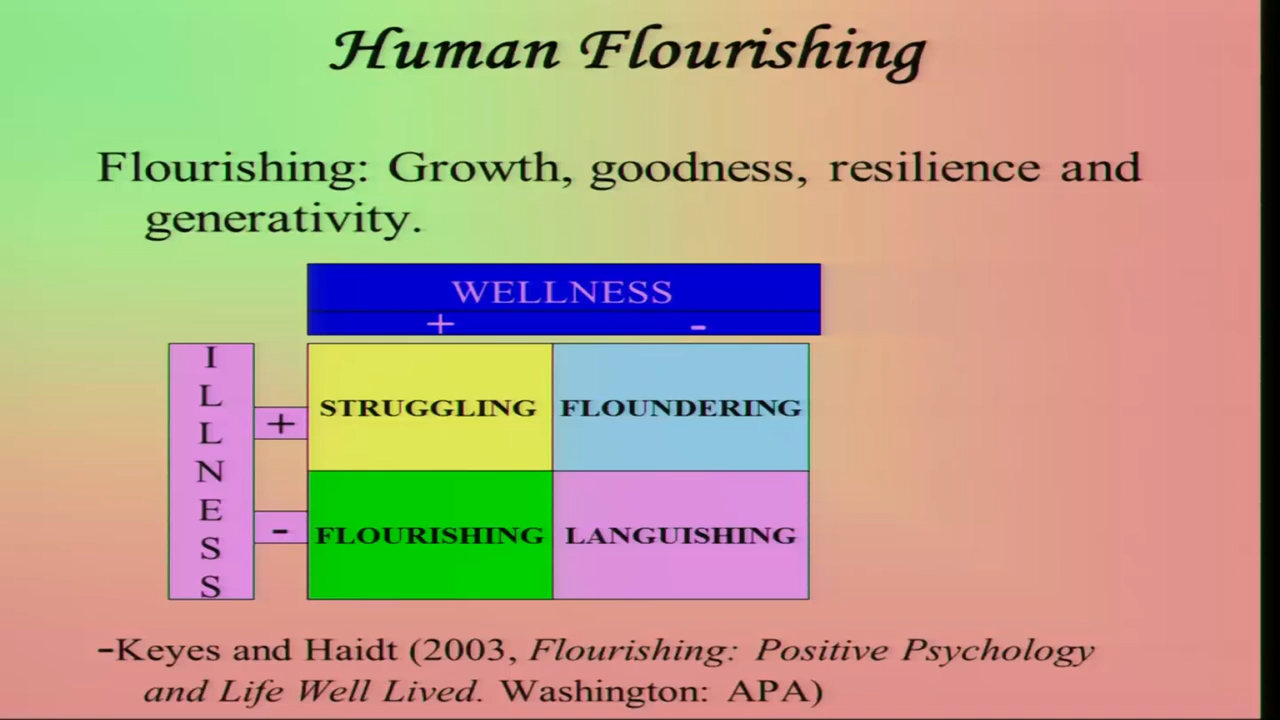 Human Flourishing
Flourishing: Growth, goodness, resilience and
generativity.
WELLNESS
+ -
ILLNESS
+ STRUGGLING FLOUNDERING
- FLOURISHING LANGUISHING
-Keyes and Haidt (2003, Flourishing: Positive Psychology
and Life Well Lived. Washington: APA)